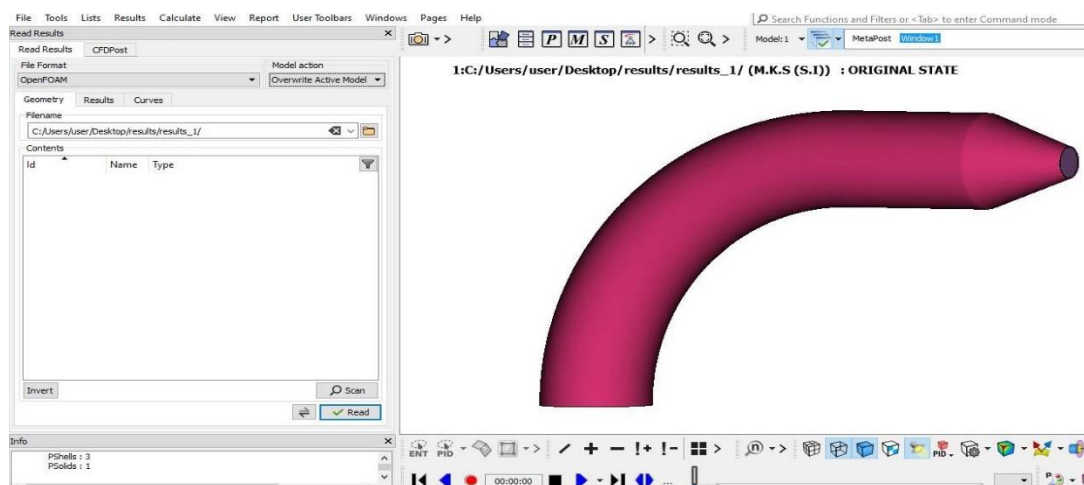 File Tools Lists Results Calculate View Report User Toolbars Windows Pages Help
Search Functions and Filters or <Tab> to enter Command mode
Read Results
Read Results CFDPost
Model:1 MetaPost Window1
File Format Model action
OpenFOAM Overwrite Active Model
Geometry Results Curves
Filename
C:/Users/user/Desktop/results/results_1/
Contents
Id Name Type
1:C:/Users/user/Desktop/results/results_1/ (M.K.S (S.I)) : ORIGINAL STATE
Invert Scan
Read
Info
PShells : 3
PSolids : 1
ENT PID
PID
00:00:00